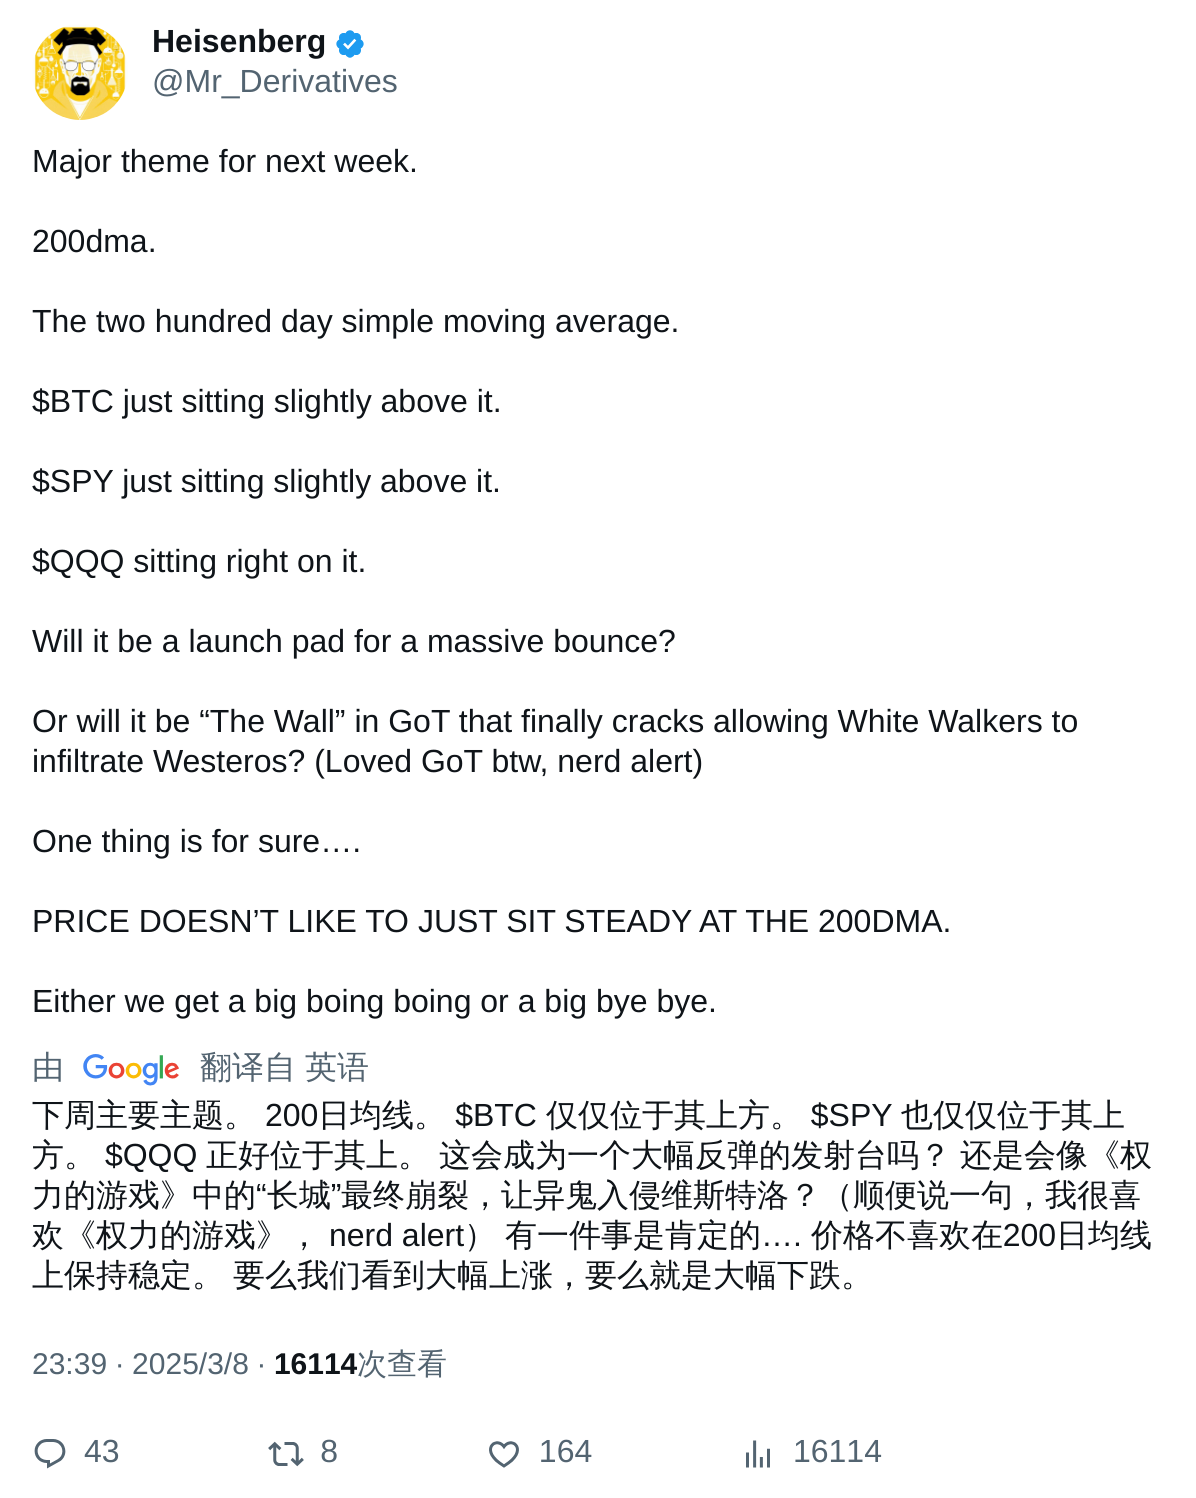 Heisenberg
@Mr_Derivatives
Major theme for next week.
200dma.
The two hundred day simple moving average.
$BTC just sitting slightly above it.
$SPY just sitting slightly above it.
$QQQ sitting right on it.
Will it be a launch pad for a massive bounce?
Or will it be “The Wall” in GoT that finally cracks allowing White Walkers to
infiltrate Westeros? (Loved GoT btw, nerd alert)
One thing is for sure….
PRICE DOESN’T LIKE TO JUST SIT STEADY AT THE 200DMA.
Either we get a big boing boing or a big bye bye.
由 Google 翻译自 英语
下周主要主题。 200日均线。 $BTC 仅仅位于其上方。 $SPY 也仅仅位于其上
方。 $QQQ 正好位于其上。 这会成为一个大幅反弹的发射台吗？ 还是会像《权
力的游戏》中的“长城”最终崩裂，让异鬼入侵维斯特洛？（顺便说一句，我很喜
欢《权力的游戏》， nerd alert） 有一件事是肯定的…. 价格不喜欢在200日均线
上保持稳定。 要么我们看到大幅上涨，要么就是大幅下跌。
23:39 · 2025/3/8 · 16114次查看
43 8 164 16114